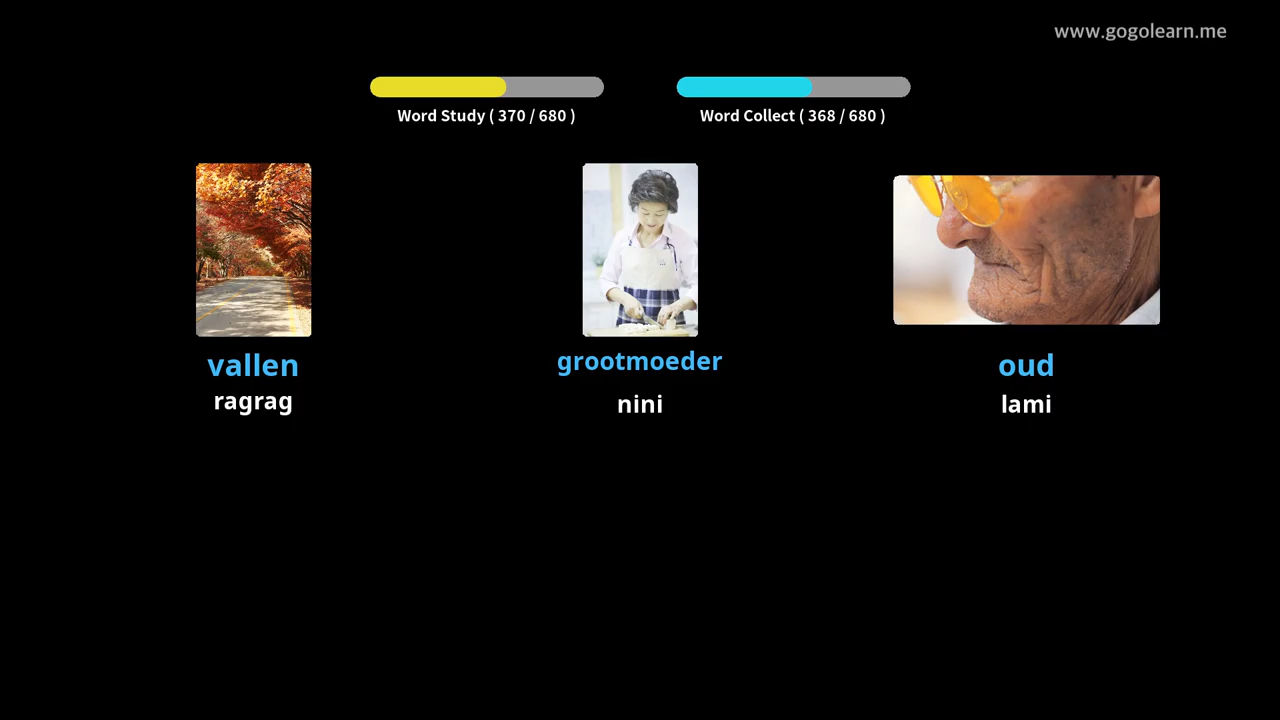 www.gogolearn.me
Word Study ( 370 / 680 )
Word Collect ( 368 / 680 )
vallen
ragrag
grootmoeder
nini
oud
lami